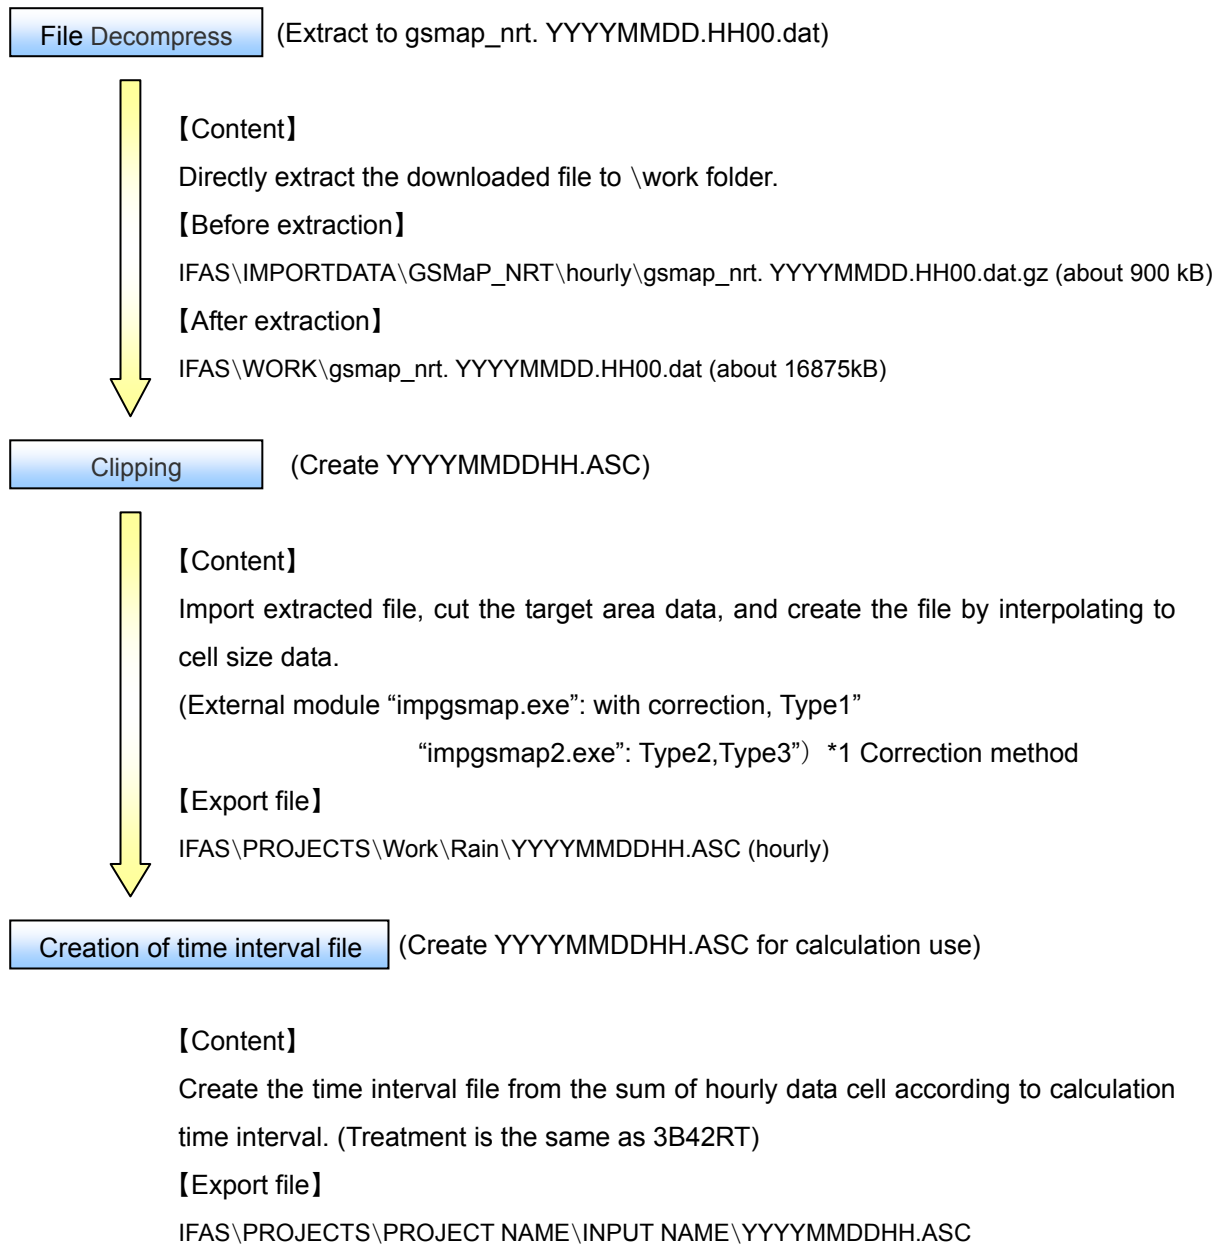 File Decompress (Extract to gsmap_nrt. YYYYMMDD.HH00.dat)
【Content】
Directly extract the downloaded file to \work folder.
【Before extraction】
IFAS\IMPORTDATA\GSMaP_NRT\hourly\gsmap_nrt. YYYYMMDD.HH00.dat.gz (about 900 kB)
【After extraction】
IFAS\WORK\gsmap_nrt. YYYYMMDD.HH00.dat (about 16875kB)
Clipping (Create YYYYMMDDHH.ASC)
【Content】
Import extracted file, cut the target area data, and create the file by interpolating to
cell size data.
(External module “impgsmap.exe”: with correction, Type1”
“impgsmap2.exe”: Type2,Type3”） *1 Correction method
【Export file】
IFAS\PROJECTS\Work\Rain\YYYYMMDDHH.ASC (hourly)
Creation of time interval file (Create YYYYMMDDHH.ASC for calculation use)
【Content】
Create the time interval file from the sum of hourly data cell according to calculation
time interval. (Treatment is the same as 3B42RT)
【Export file】
IFAS\PROJECTS\PROJECT NAME\INPUT NAME\YYYYMMDDHH.ASC